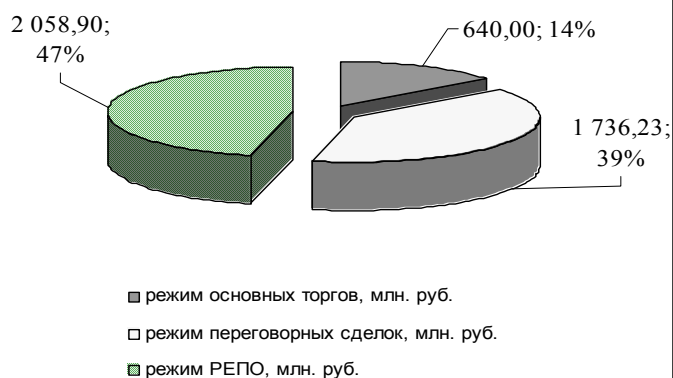 2 058,90;
47%
640,00; 14%
1 736,23;
39%
режим основных торгов, млн. руб.
режим переговорных сделок, млн. руб.
режим РЕПО, млн. руб.